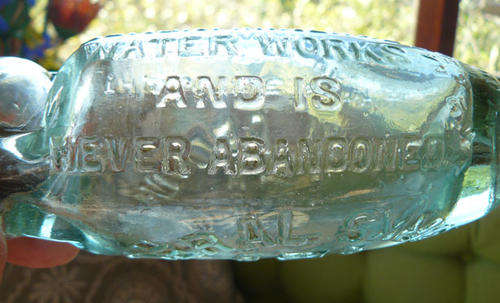 WATER WORKS
AND IS
NEVER ABANDONED